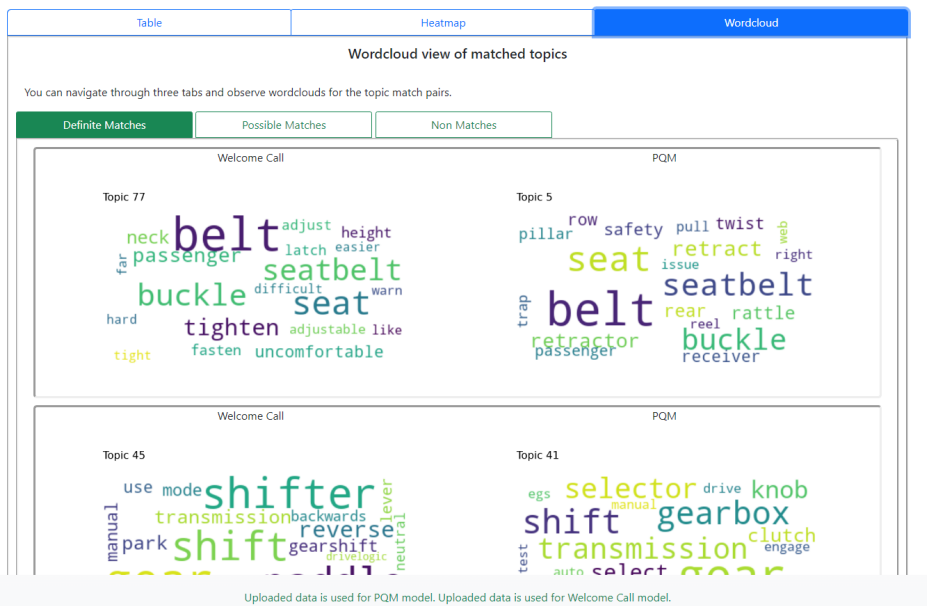 Table Heatmap Wordcloud
Wordcloud view of matched topics
You can navigate through three tabs and observe wordclouds for the topic match pairs.
Definite Matches Possible Matches Non Matches
Welcome Call PQM
Topic 77
belt
adjust
height
neck
latch
easier
far
passenger
seatbelt
buckle
difficult
warn
seat
hard
tighten
adjustable
like
tight
fasten
uncomfortable
Topic 5
row
pillar
safety
pull
twist
web
retract
right
seat
issue
seatbelt
trap
belt
rear
rattle
reel
retractor
buckle
passenger
receiver
Welcome Call PQM
Topic 45
use
mode
shifter
lever
manual
transmission
backwards
reverse
neutral
park
shift
gearshift
drivelogic
gear
paddle
Topic 41
egs
selector
drive
knob
manual
shift
gearbox
clutch
test
transmission
engage
auto
select
gear
Uploaded data is used for PQM model. Uploaded data is used for Welcome Call model.